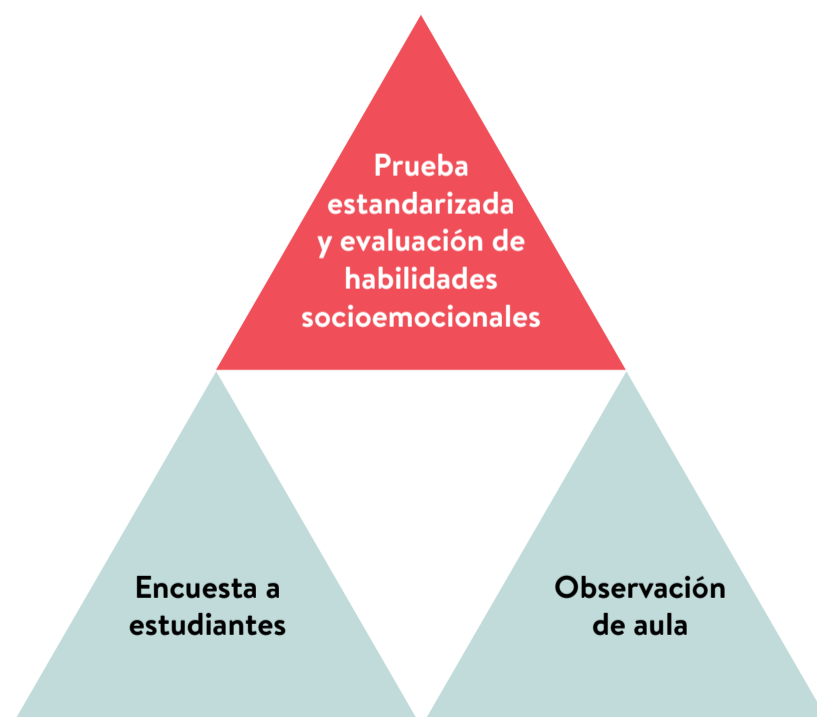 Prueba
estandarizada
y evaluación de
habilidades
socioemocionales
Encuesta a
estudiantes
Observación
de aula